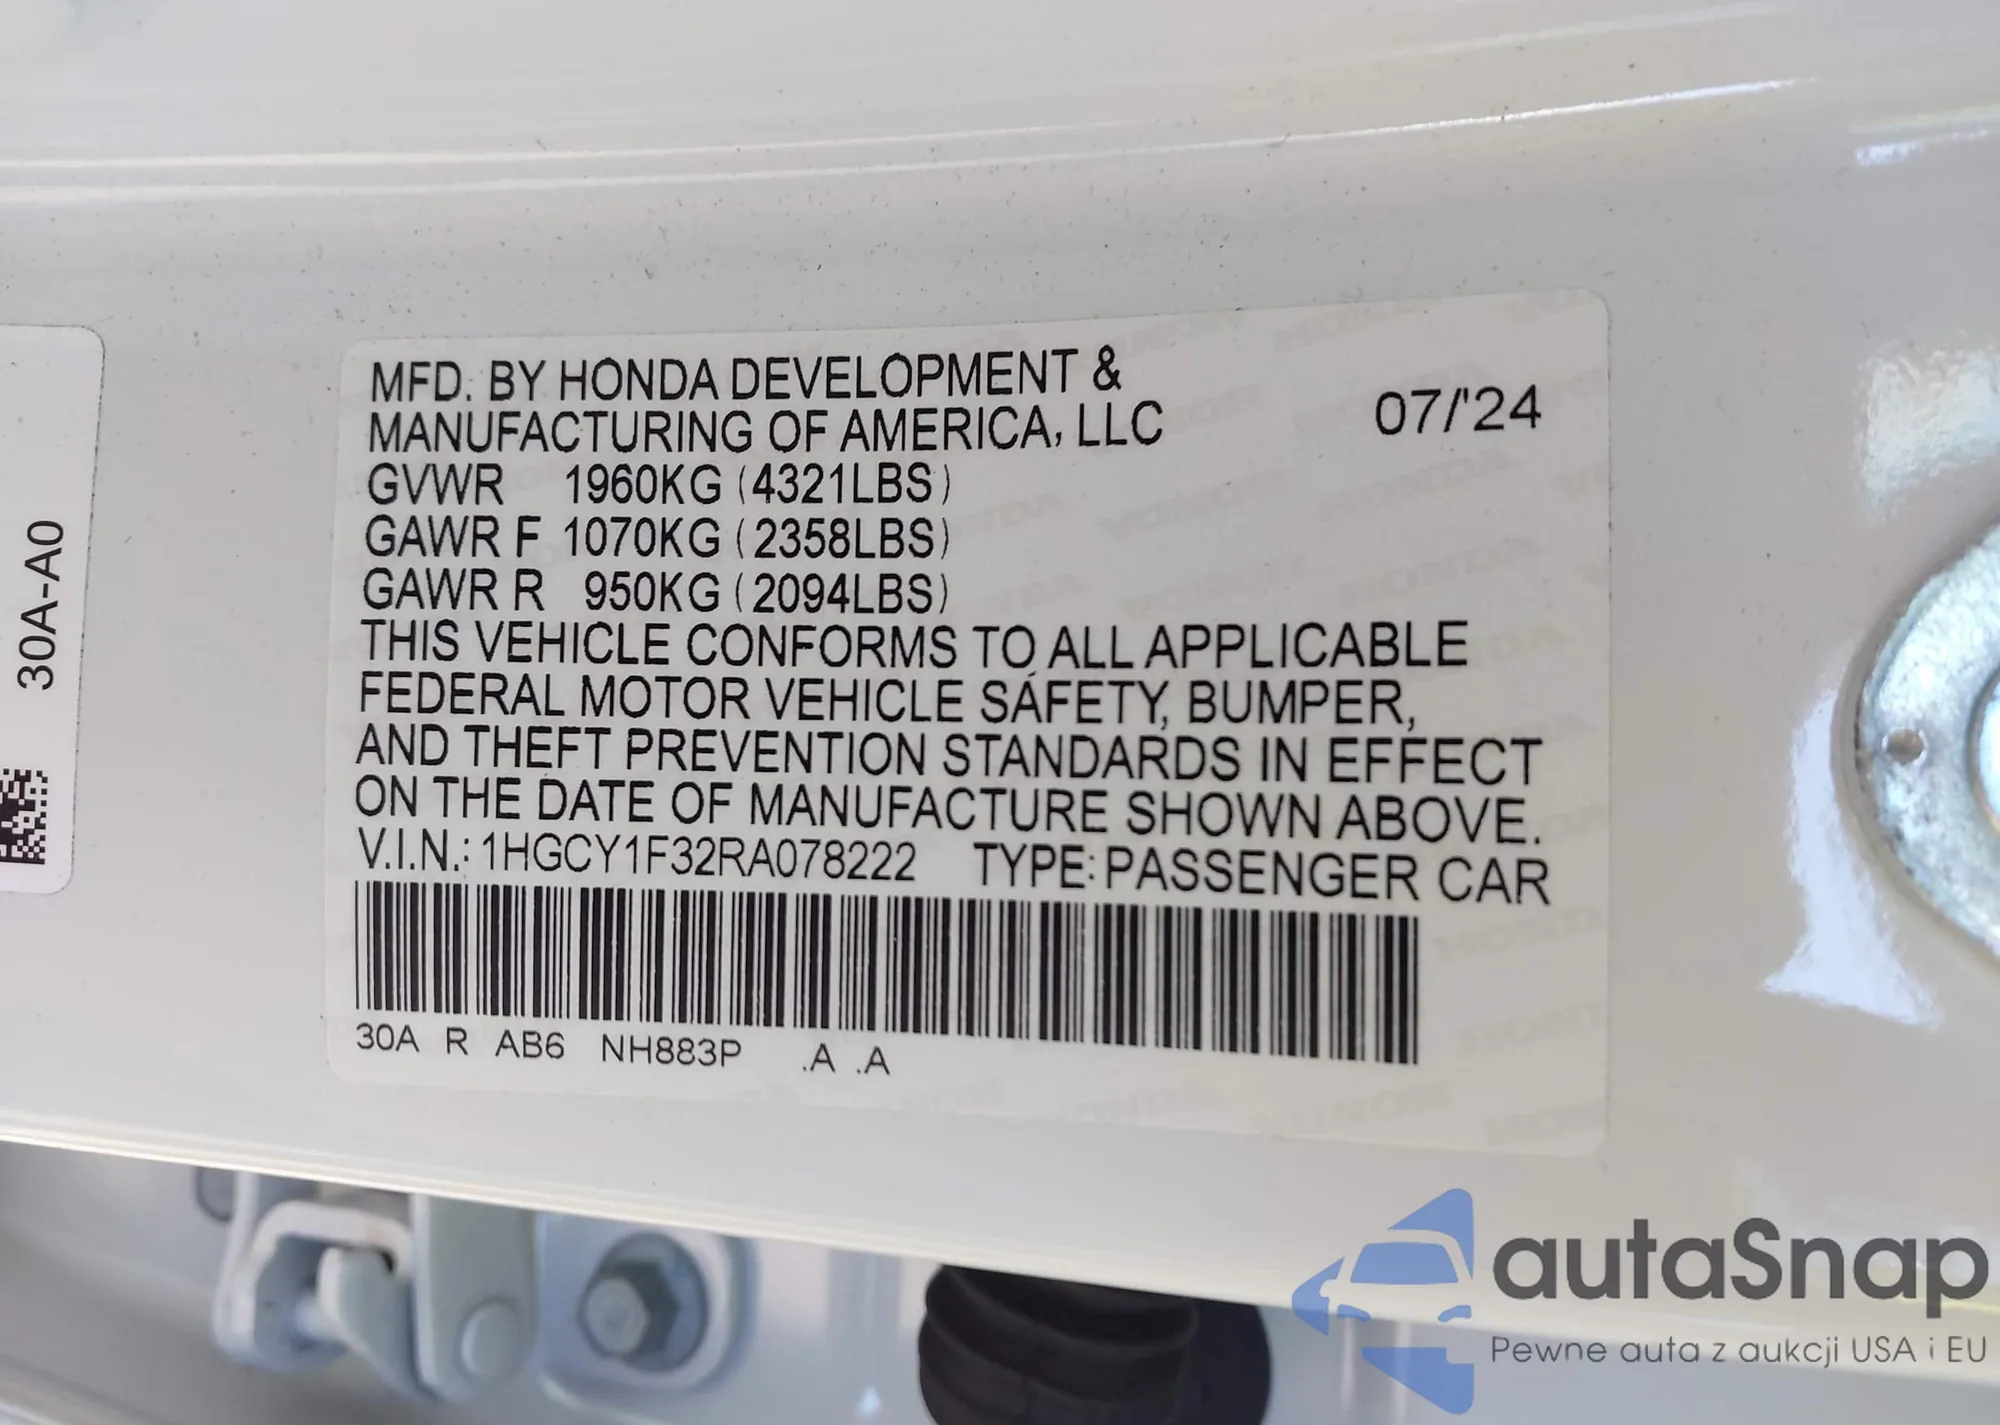 30A-A0
MFD. BY HONDA DEVELOPMENT &
MANUFACTURING OF AMERICA, LLC 07/'24
GVWR 1960KG (4321LBS)
GAWR F 1070KG (2358LBS)
GAWR R 950KG (2094LBS)
THIS VEHICLE CONFORMS TO ALL APPLICABLE
FEDERAL MOTOR VEHICLE SAFETY, BUMPER,
AND THEFT PREVENTION STANDARDS IN EFFECT
ON THE DATE OF MANUFACTURE SHOWN ABOVE.
V.I.N.: 1HGCY1F32RA078222 TYPE: PASSENGER CAR
30A R AB6 NH883P .A .A
autaSnap
Pewne auta z aukcji USA i EU